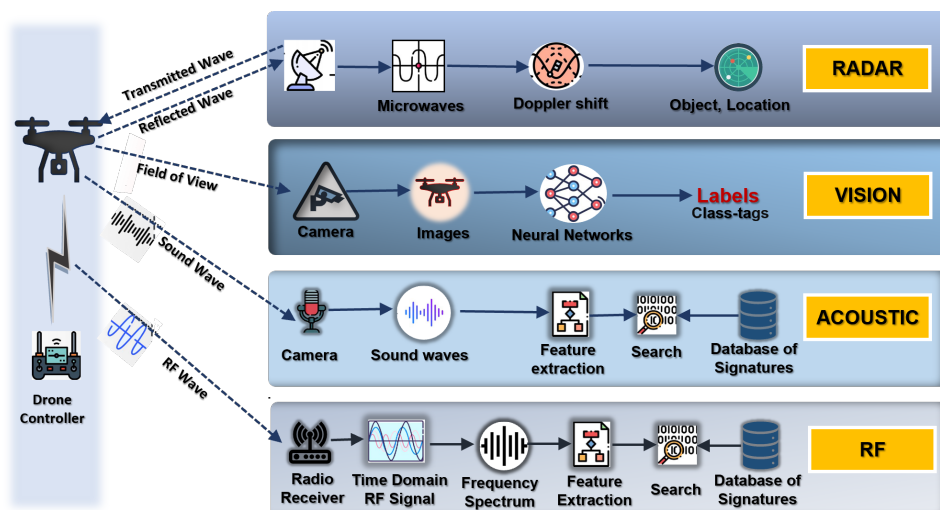 Transmitted Wave
Reflected Wave
Microwaves
Doppler shift
Object, Location
RADAR
Field of View
Camera
Images
Neural Networks
Labels
Class-tags
VISION
Sound Wave
Camera
Sound waves
Feature
extraction
Search
Database of
Signatures
ACOUSTIC
Drone
Controller
RF Wave
Radio
Receiver
Time Domain
RF Signal
Frequency
Spectrum
Feature
Extraction
Search
Database of
Signatures
RF